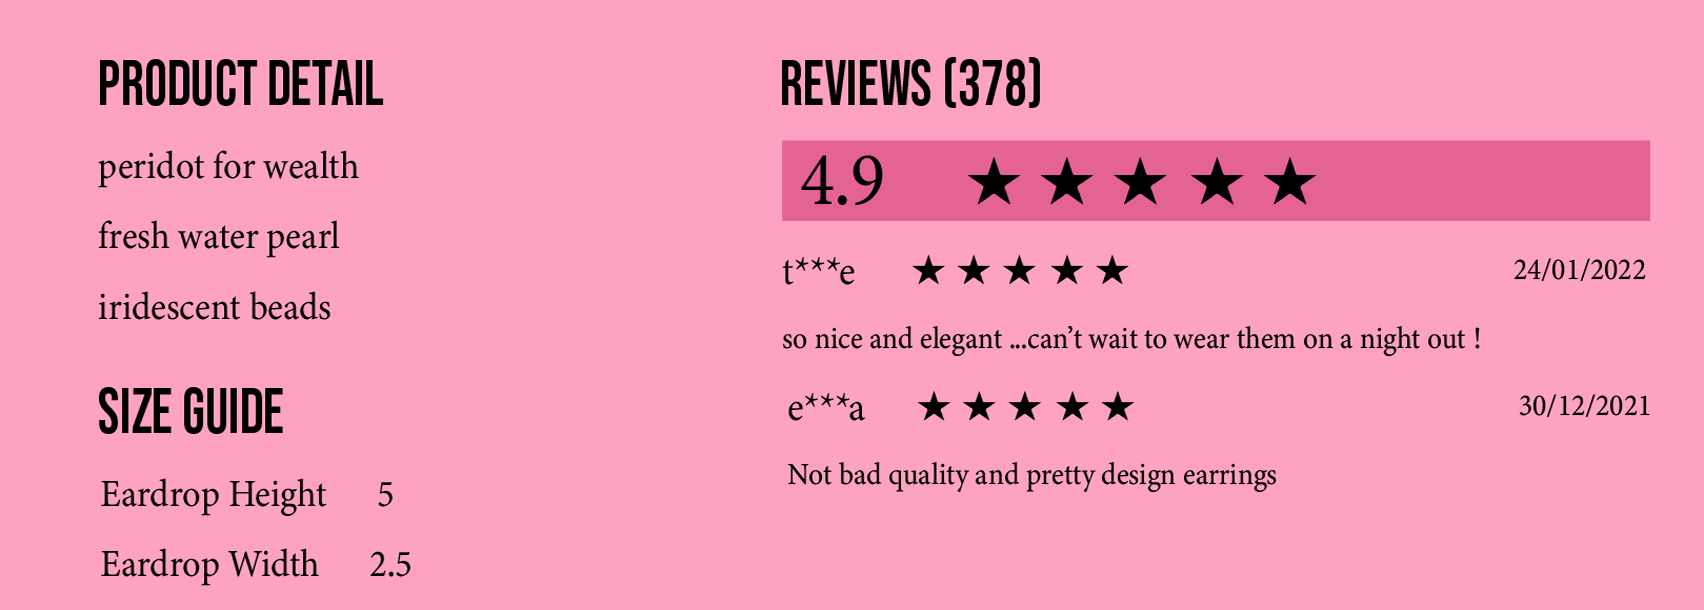 PRODUCT DETAIL
peridot for wealth
fresh water pearl
iridescent beads
SIZE GUIDE
Eardrop Height 5
Eardrop Width 2.5
REVIEWS (378)
4.9 ★ ★ ★ ★ ★
t***e ★ ★ ★ ★ ★ 24/01/2022
so nice and elegant ...can’t wait to wear them on a night out !
e***a ★ ★ ★ ★ ★ 30/12/2021
Not bad quality and pretty design earrings